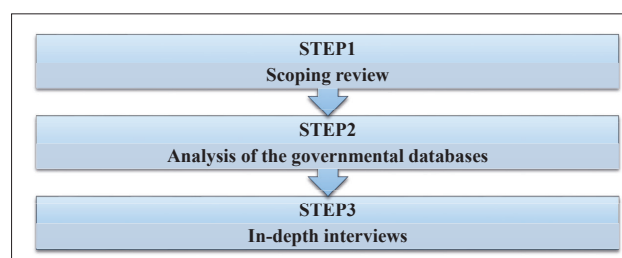 STEP1
Scoping review
STEP2
Analysis of the governmental databases
STEP3
In-depth interviews